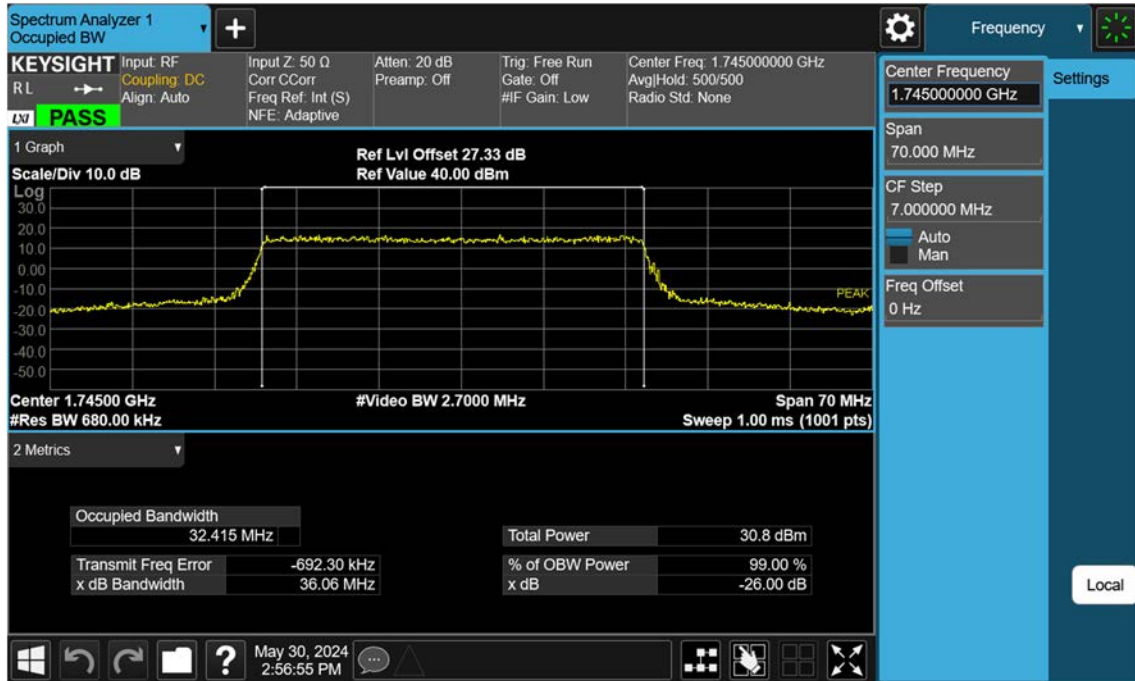 Spectrum Analyzer 1
Occupied BW
+
Frequency
KEYSIGHT
R L
LXI PASS
Input: RF
Coupling: DC
Align: Auto
Input Z: 50 Ω
Corr CCorr
Freq Ref: Int (S)
NFE: Adaptive
Atten: 20 dB
Preamp: Off
Trig: Free Run
Gate: Off
#IF Gain: Low
Center Freq: 1.745000000 GHz
Avg|Hold: 500/500
Radio Std: None
Center Frequency
1.745000000 GHz
Settings
Span
70.000 MHz
CF Step
7.000000 MHz
Auto
Man
Freq Offset
0 Hz
Local
1 Graph
Scale/Div 10.0 dB
Ref Lvl Offset 27.33 dB
Ref Value 40.00 dBm
Log
30.0
20.0
10.0
0.00
-10.0
-20.0
-30.0
-40.0
-50.0
PEAK
Center 1.74500 GHz
#Video BW 2.7000 MHz
Span 70 MHz
#Res BW 680.00 kHz
Sweep 1.00 ms (1001 pts)
2 Metrics
Occupied Bandwidth
32.415 MHz
Total Power 30.8 dBm
Transmit Freq Error -692.30 kHz
% of OBW Power 99.00 %
x dB Bandwidth 36.06 MHz
x dB -26.00 dB
?
May 30, 2024
2:56:55 PM